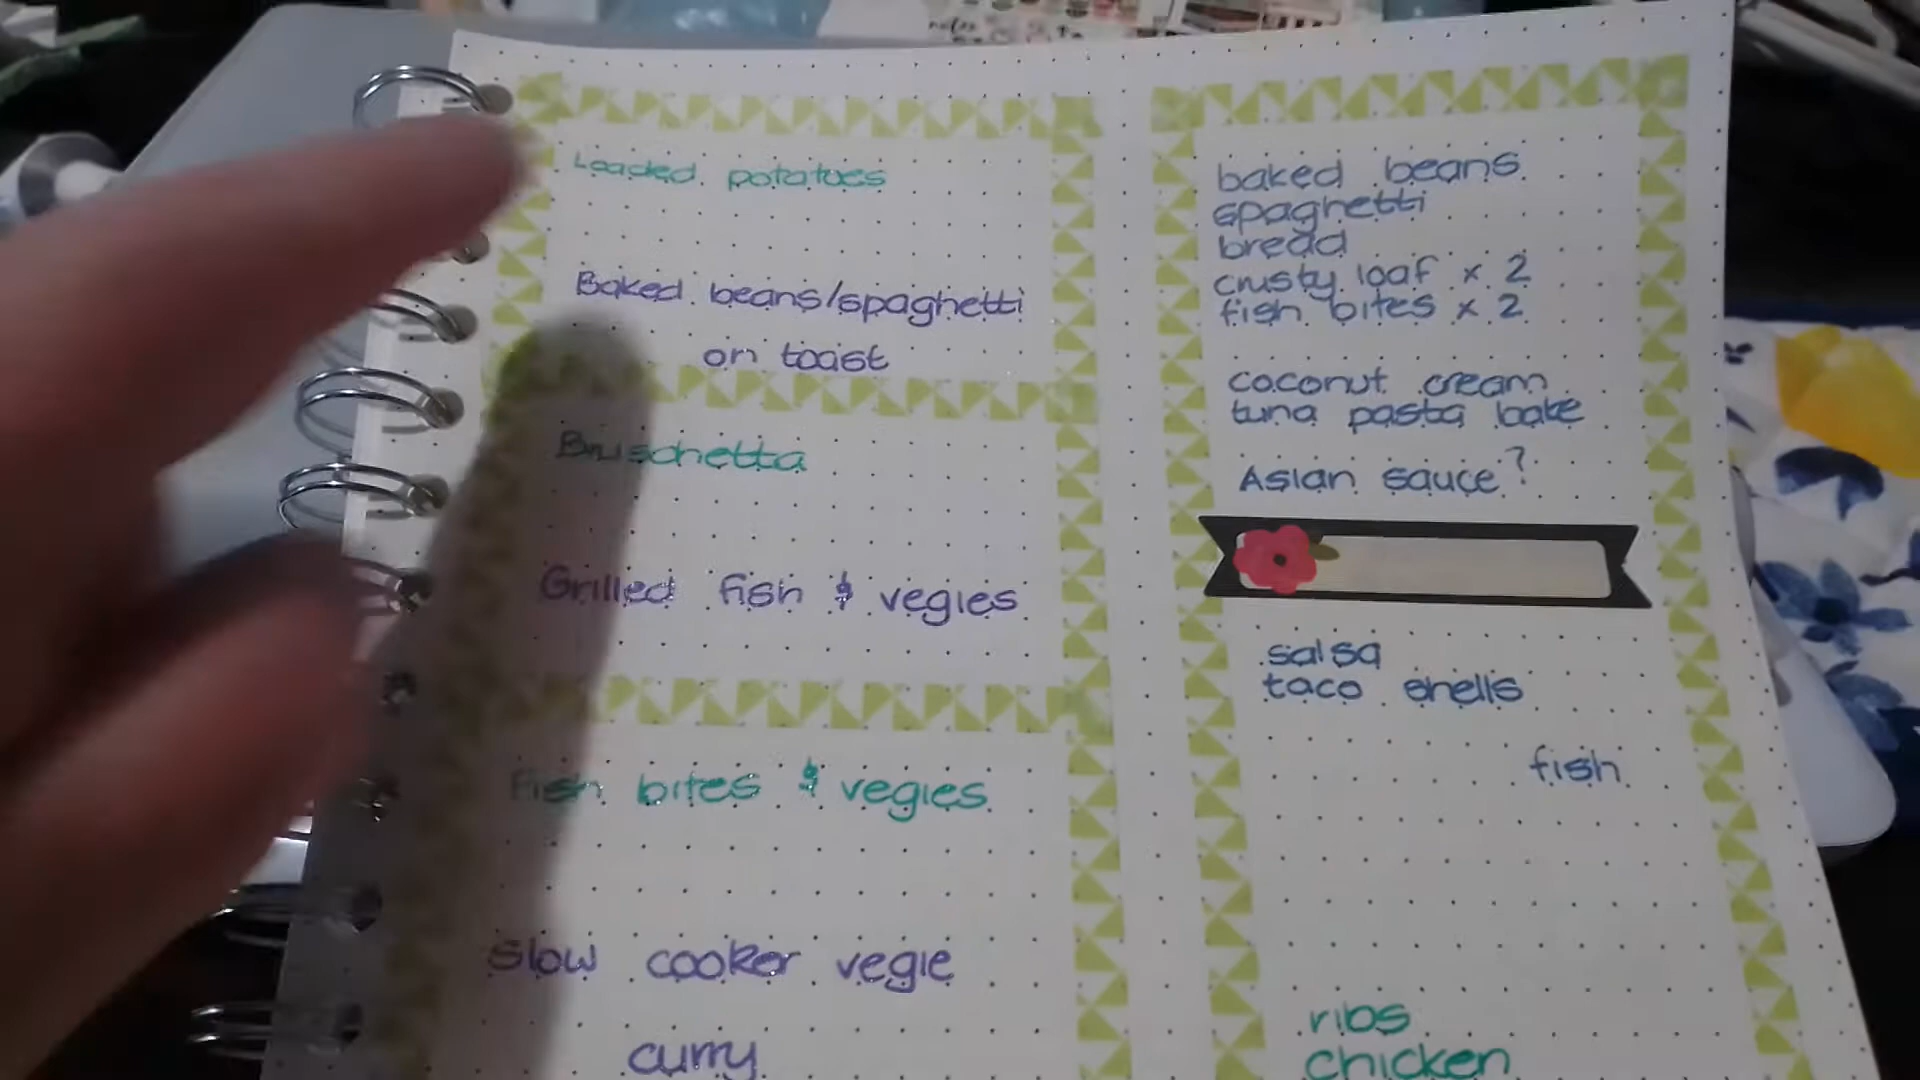 Loaded potatoes
Baked beans/spaghetti
on toast
Bruschetta
Grilled fish & vegies
Fish bites & vegies
Slow cooker vegie
curry
baked beans
spaghetti
bread
crusty loaf x 2
fish bites x 2
coconut cream
tuna pasta bake
Asian sauce?
salsa
taco shells
fish
ribs
chicken